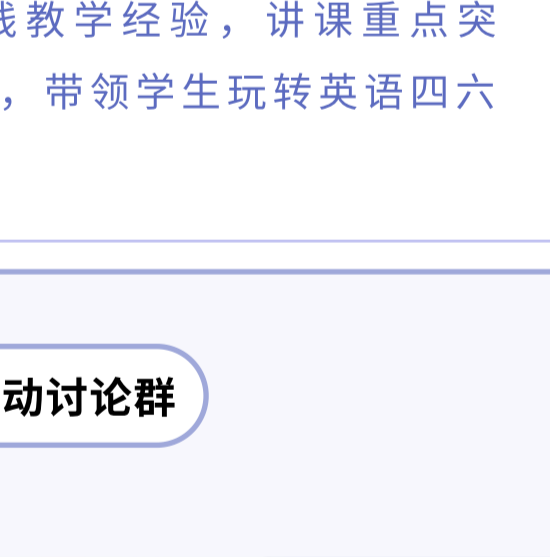 教学经验，讲课重点突
，带领学生玩转英语四六
动讨论群